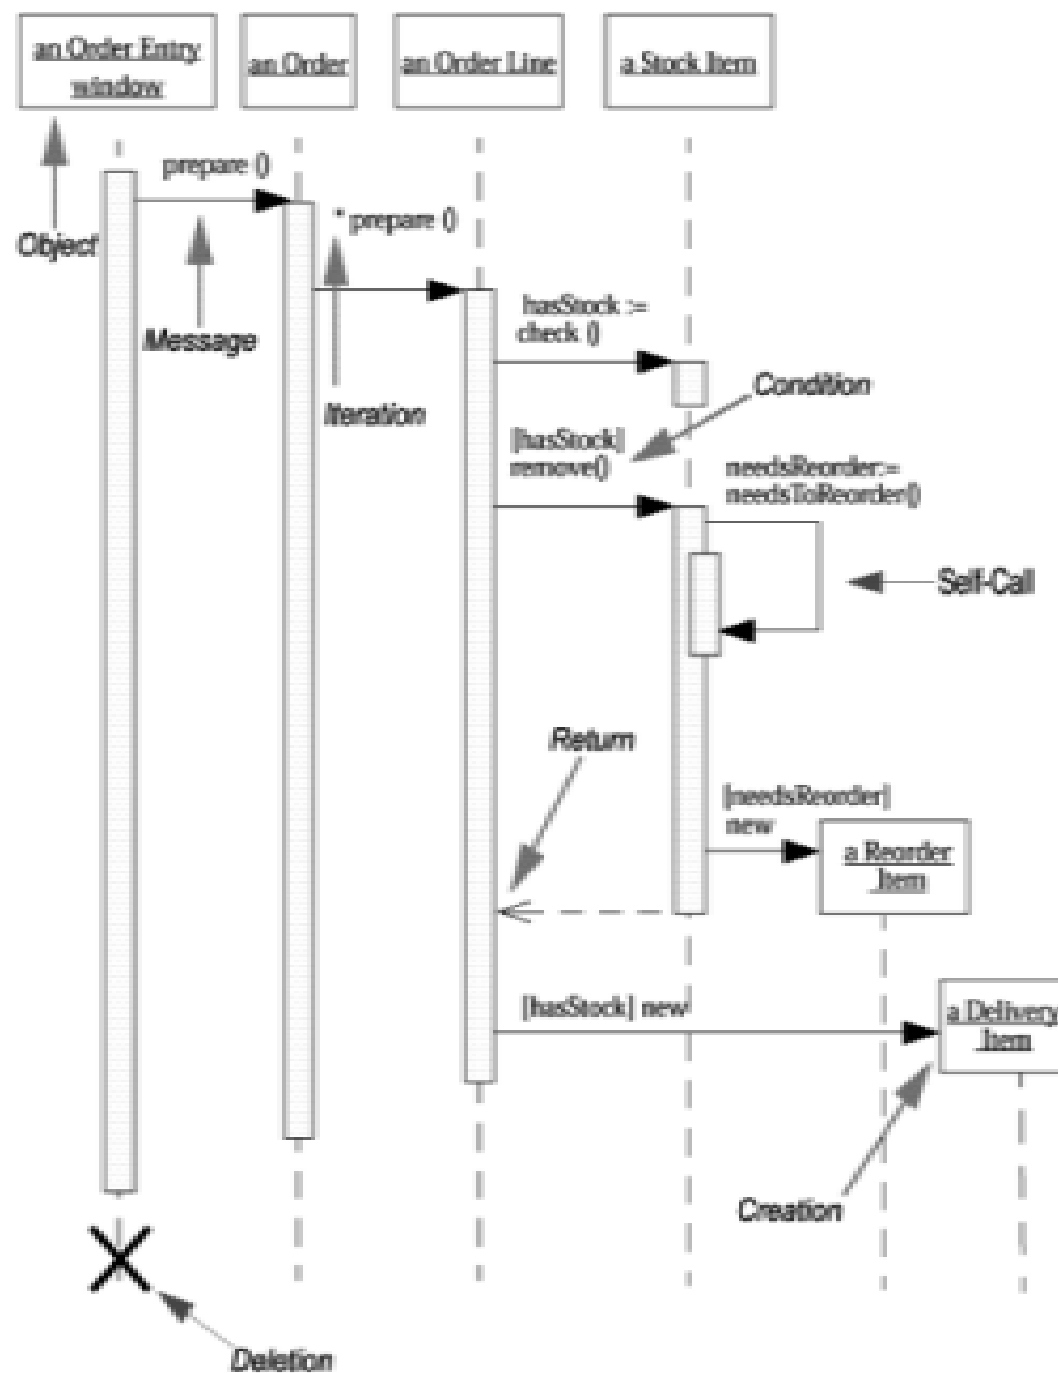 an Order Entry
window
an Order
an Order Line
a Stock Item
prepare ()
* prepare ()
Object
Message
Iteration
hasStock :=
check ()
Condition
[hasStock]
remove()
needsReorder:=
needsToReorder()
Self-Call
Return
[needsReorder]
new
a Reorder
Item
[hasStock] new
a Delivery
Item
Creation
Deletion